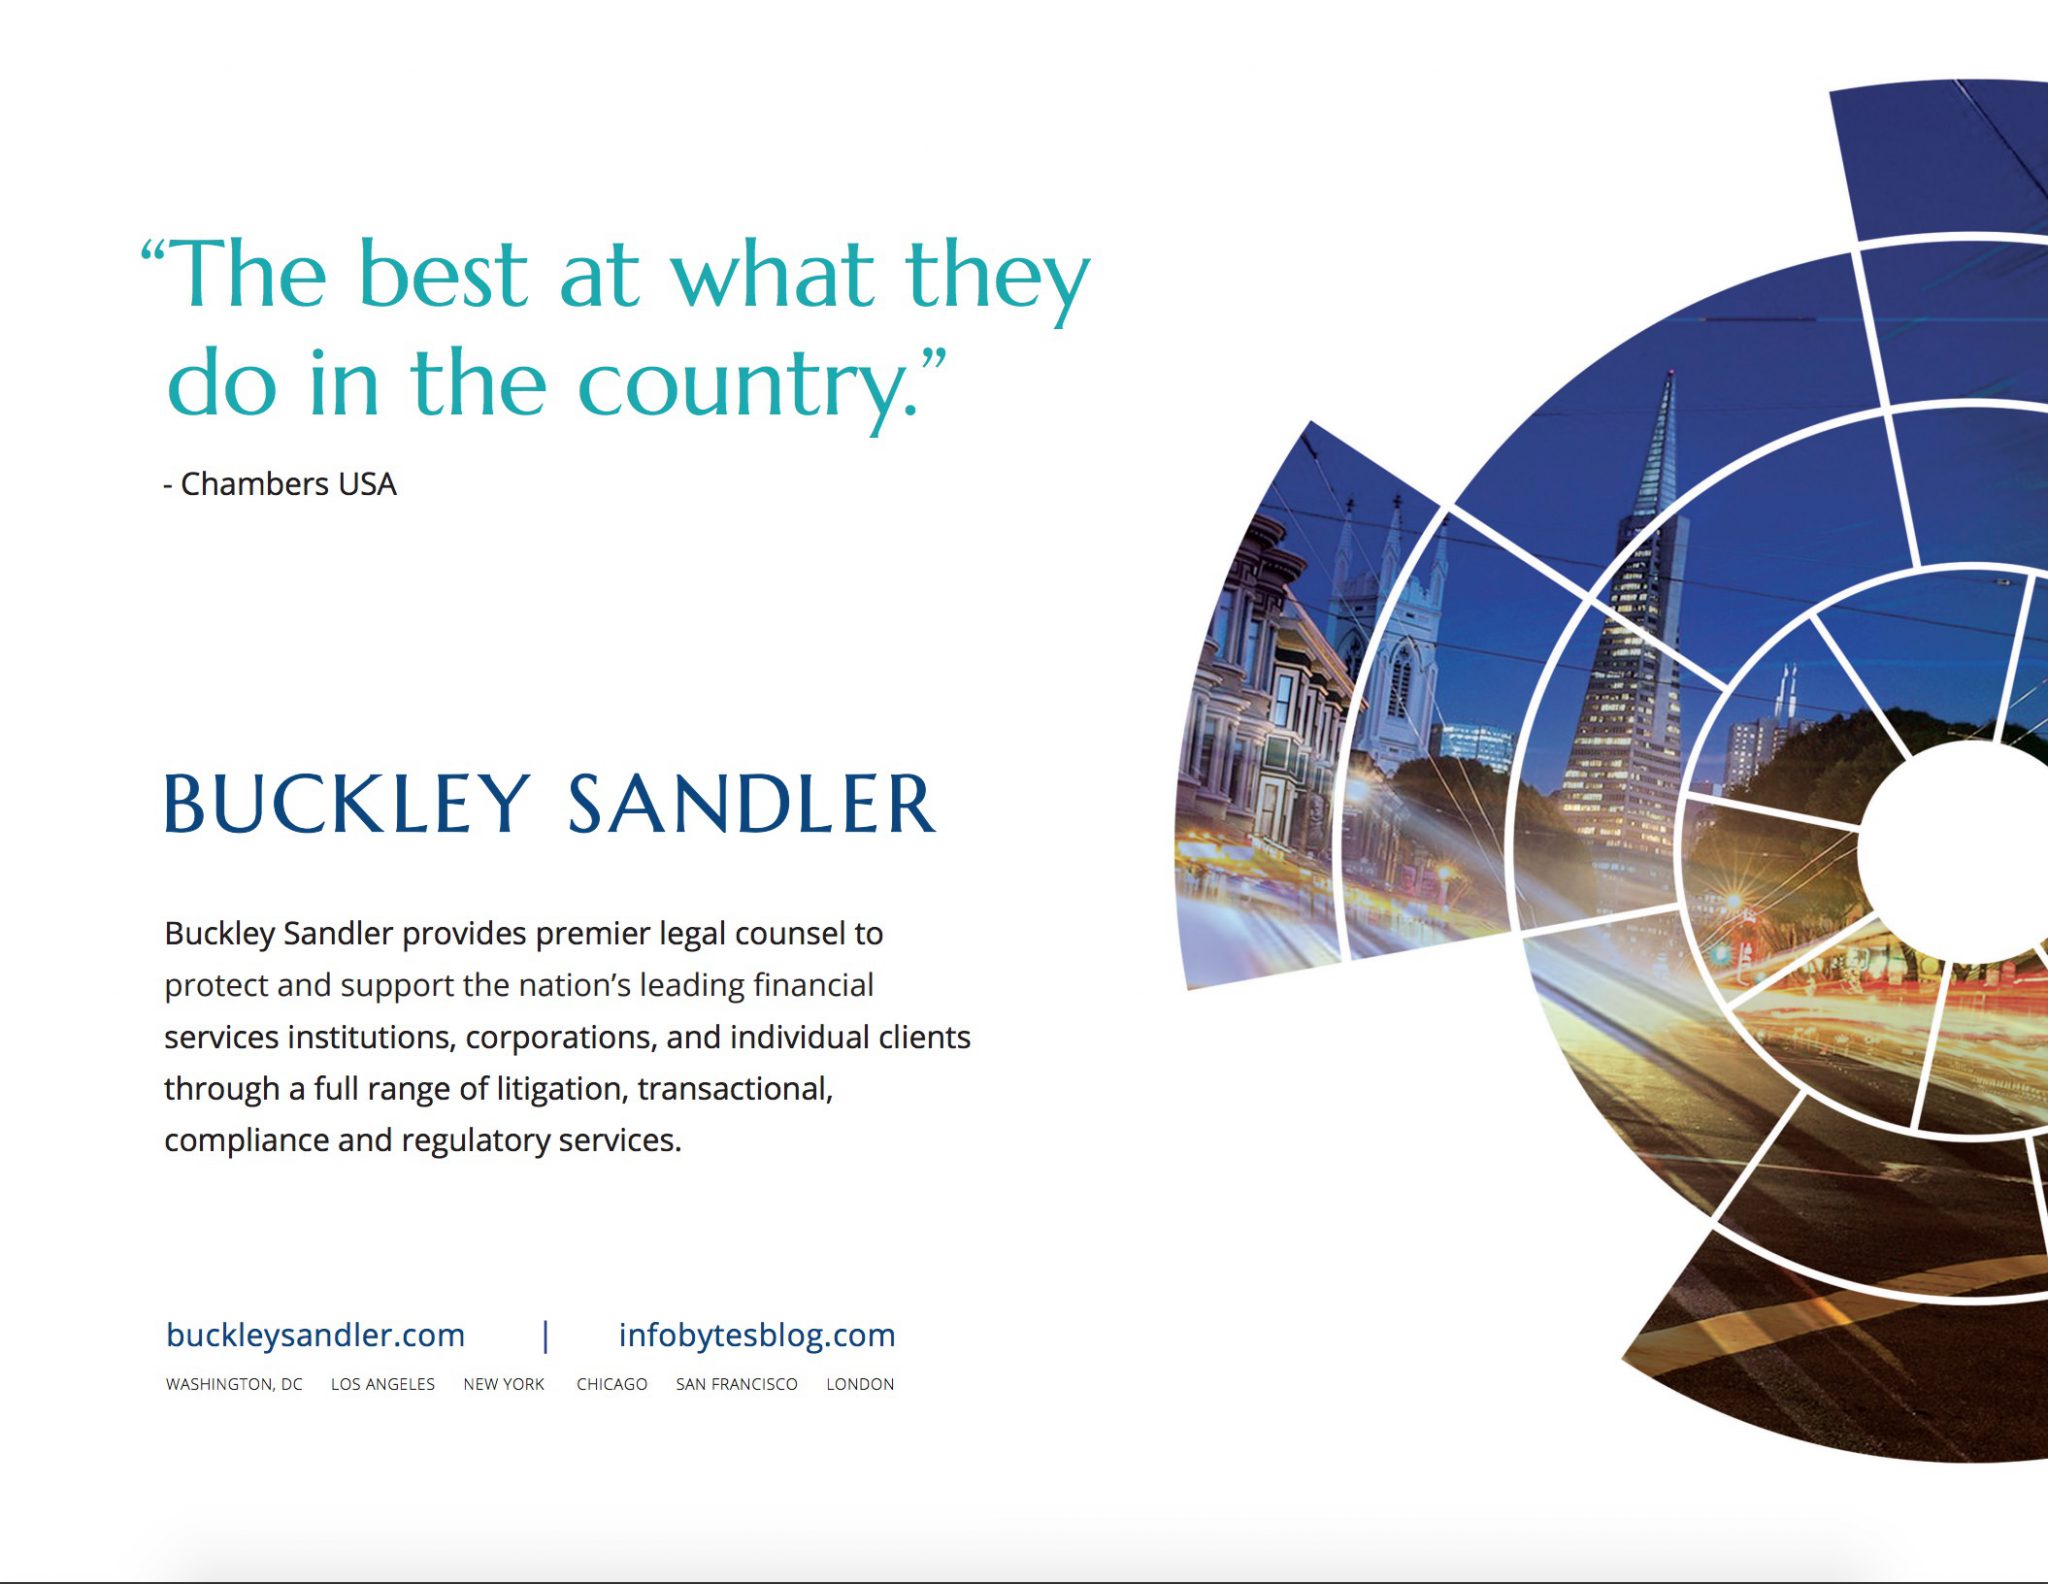 “The best at what they
do in the country.”
- Chambers USA
BUCKLEY SANDLER
Buckley Sandler provides premier legal counsel to
protect and support the nation’s leading financial
services institutions, corporations, and individual clients
through a full range of litigation, transactional,
compliance and regulatory services.
buckleysandler.com | infobytesblog.com
WASHINGTON, DC LOS ANGELES NEW YORK CHICAGO SAN FRANCISCO LONDON